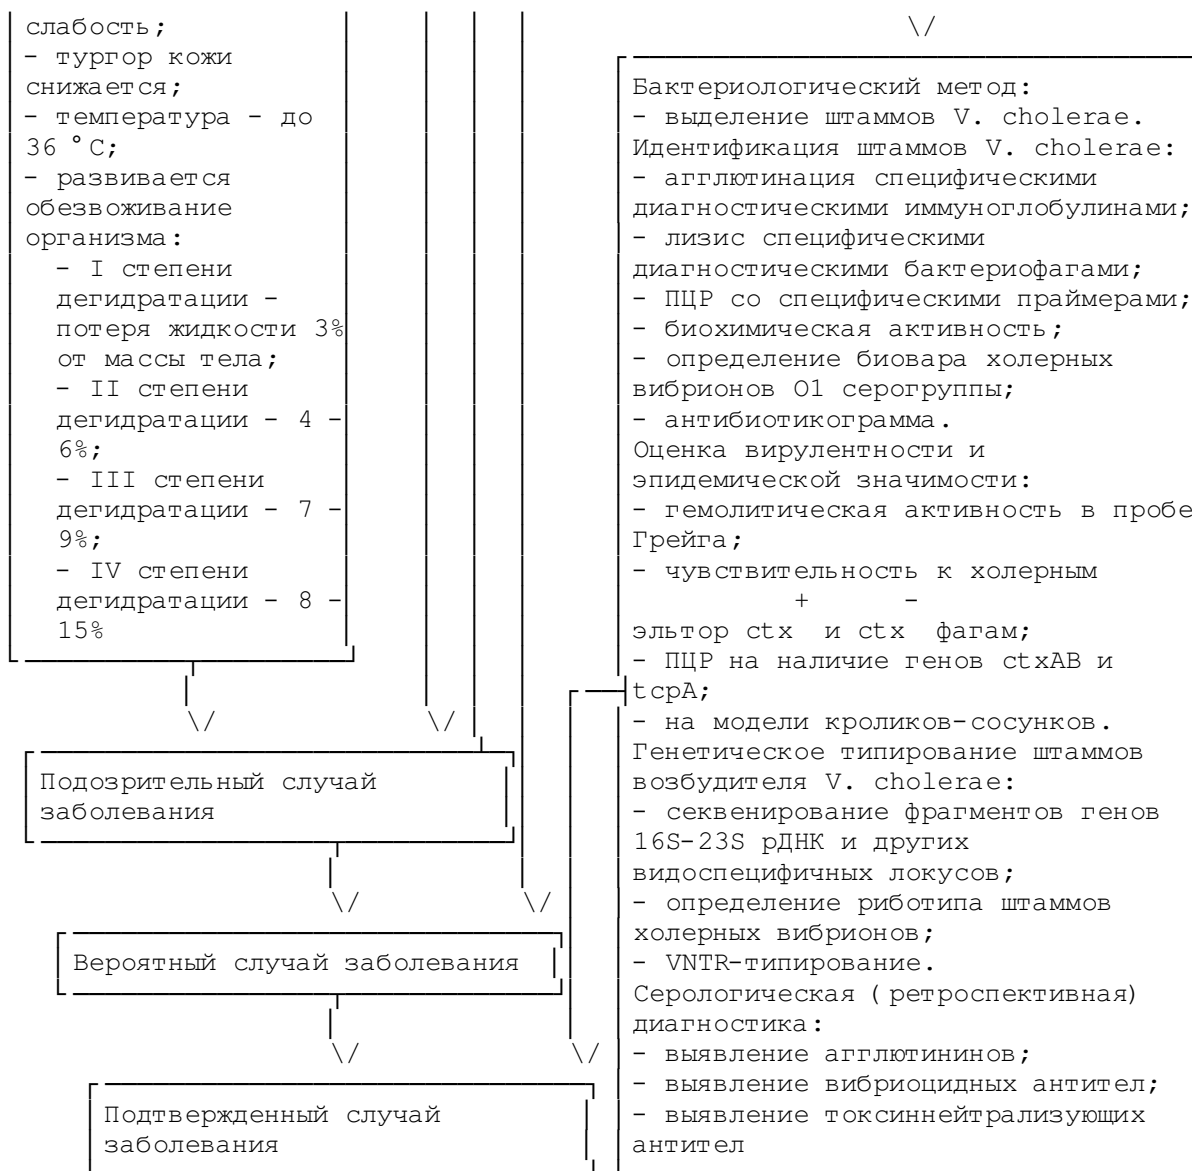 слабость;
- тургор кожи
снижается;
- температура - до
36 °C;
- развивается
обезвоживание
организма:
- I степени
дегидратации -
потеря жидкости 3%
от массы тела;
- II степени
дегидратации - 4 -
6%;
- III степени
дегидратации - 7 -
9%;
- IV степени
дегидратации - 8 -
15%
Подозрительный случай
заболевания
Вероятный случай заболевания
Подтвержденный случай
заболевания
Бактериологический метод:
- выделение штаммов V. cholerae.
Идентификация штаммов V. cholerae:
- агглютинация специфическими
диагностическими иммуноглобулинами;
- лизис специфическими
диагностическими бактериофагами;
- ПЦР со специфическими праймерами;
- биохимическая активность;
- определение биовара холерных
вибрионов O1 серогруппы;
- антибиотикограмма.
Оценка вирулентности и
эпидемической значимости:
- гемолитическая активность в пробе
Грейга;
- чувствительность к холерным
+ -
эльтор ctx и ctx фагам;
- ПЦР на наличие генов ctxAB и
tcpA;
- на модели кроликов-сосунков.
Генетическое типирование штаммов
возбудителя V. cholerae:
- секвенирование фрагментов генов
16S-23S рДНК и других
видоспецифичных локусов;
- определение риботипа штаммов
холерных вибрионов;
- VNTR-типирование.
Серологическая (ретроспективная)
диагностика:
- выявление агглютининов;
- выявление вибриоцидных антител;
- выявление токсиннейтрализующих
антител